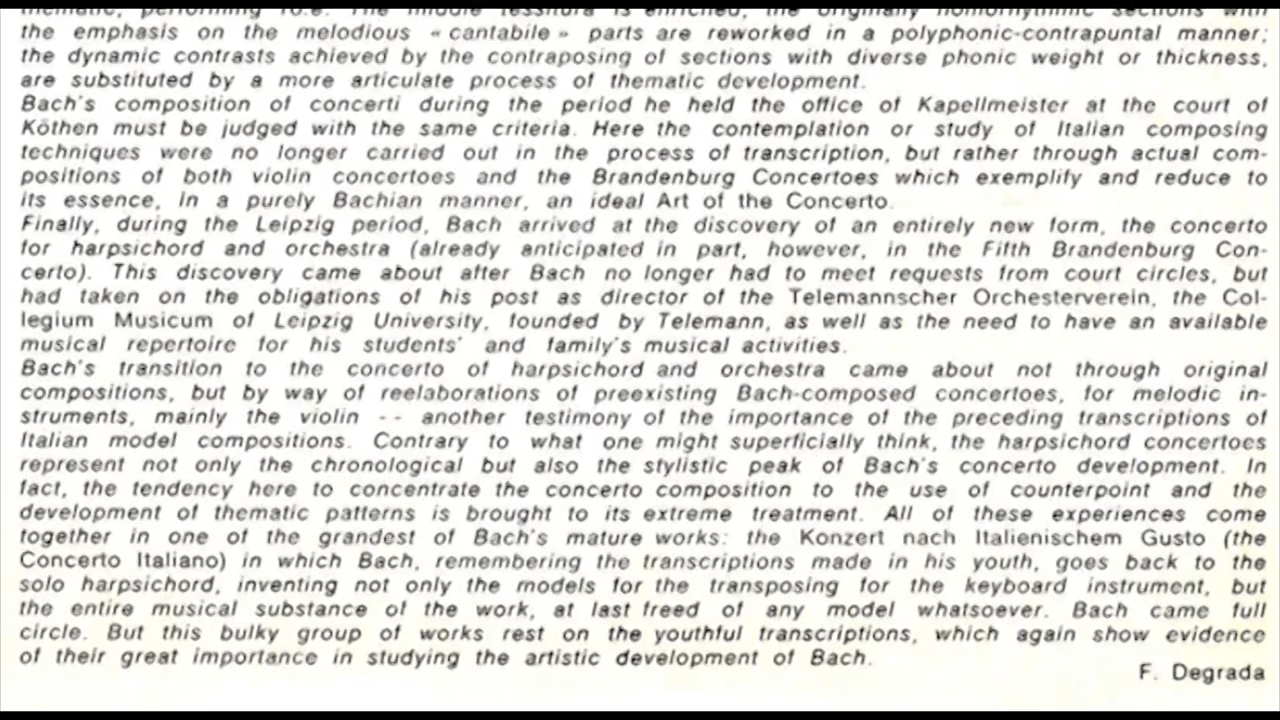 thematic, performing role. The middle tessitura is enriched, the originally nonrhythmic sections with
the emphasis on the melodious « cantabile » parts are reworked in a polyphonic-contrapuntal manner;
the dynamic contrasts achieved by the contraposing of sections with diverse phonic weight or thickness,
are substituted by a more articulate process of thematic development.
Bach's composition of concerti during the period he held the office of Kapellmeister at the court of
Köthen must be judged with the same criteria. Here the contemplation or study of Italian composing
techniques were no longer carried out in the process of transcription, but rather through actual com-
positions of both violin concertoes and the Brandenburg Concertoes which exemplify and reduce to
its essence, in a purely Bachian manner, an ideal Art of the Concerto.
Finally, during the Leipzig period, Bach arrived at the discovery of an entirely new form, the concerto
for harpsichord and orchestra (already anticipated in part, however, in the Fifth Brandenburg Con-
certo). This discovery came about after Bach no longer had to meet requests from court circles, but
had taken on the obligations of his post as director of the Telemannscher Orchesterverein, the Col-
legium Musicum of Leipzig University, founded by Telemann, as well as the need to have an available
musical repertoire for his students' and family's musical activities.
Bach's transition to the concerto of harpsichord and orchestra came about not through original
compositions, but by way of reelaborations of preexisting Bach-composed concertoes, for melodic in-
struments, mainly the violin -- another testimony of the importance of the preceding transcriptions of
Italian model compositions. Contrary to what one might superficially think, the harpsichord concertoes
represent not only the chronological but also the stylistic peak of Bach's concerto development. In
fact, the tendency here to concentrate the concerto composition to the use of counterpoint and the
development of thematic patterns is brought to its extreme treatment. All of these experiences come
together in one of the grandest of Bach's mature works: the Konzert nach Italienischem Gusto (the
Concerto Italiano) in which Bach, remembering the transcriptions made in his youth, goes back to the
solo harpsichord, inventing not only the models for the transposing for the keyboard instrument, but
the entire musical substance of the work, at last freed of any model whatsoever. Bach came full
circle. But this bulky group of works rest on the youthful transcriptions, which again show evidence
of their great importance in studying the artistic development of Bach.
F. Degrada